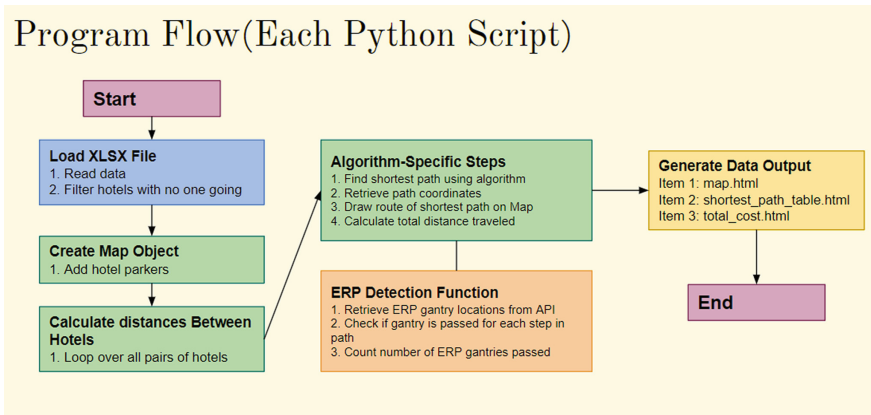 Program Flow(Each Python Script)
Start
Load XLSX File
1. Read data
2. Filter hotels with no one going
Create Map Object
1. Add hotel parkers
Calculate distances Between
Hotels
1. Loop over all pairs of hotels
Algorithm-Specific Steps
1. Find shortest path using algorithm
2. Retrieve path coordinates
3. Draw route of shortest path on Map
4. Calculate total distance traveled
ERP Detection Function
1. Retrieve ERP gantry locations from API
2. Check if gantry is passed for each step in
path
3. Count number of ERP gantries passed
Generate Data Output
Item 1: map.html
Item 2: shortest_path_table.html
Item 3: total_cost.html
End